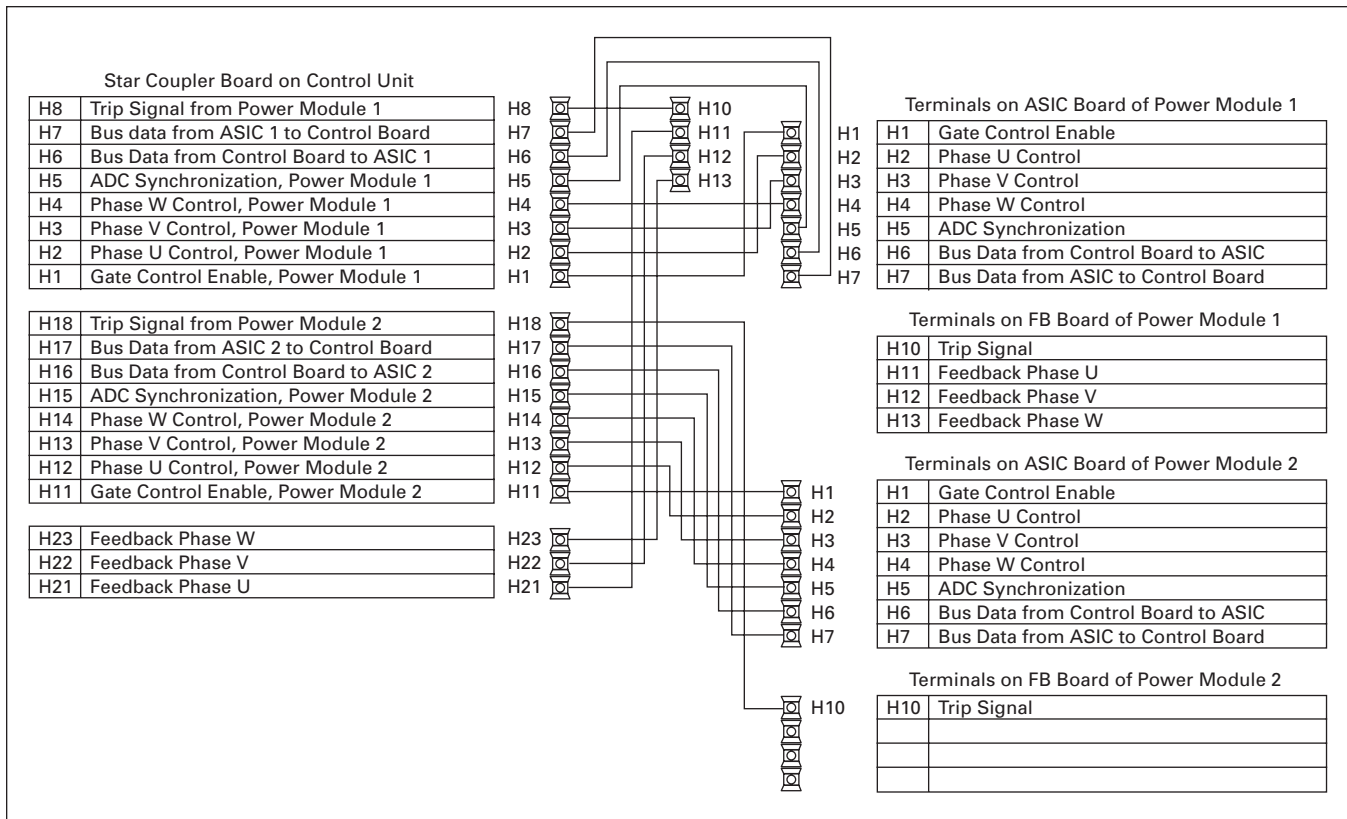 Star Coupler Board on Control Unit
H8 Trip Signal from Power Module 1
H7 Bus data from ASIC 1 to Control Board
H6 Bus Data from Control Board to ASIC 1
H5 ADC Synchronization, Power Module 1
H4 Phase W Control, Power Module 1
H3 Phase V Control, Power Module 1
H2 Phase U Control, Power Module 1
H1 Gate Control Enable, Power Module 1
H18 Trip Signal from Power Module 2
H17 Bus Data from ASIC 2 to Control Board
H16 Bus Data from Control Board to ASIC 2
H15 ADC Synchronization, Power Module 2
H14 Phase W Control, Power Module 2
H13 Phase V Control, Power Module 2
H12 Phase U Control, Power Module 2
H11 Gate Control Enable, Power Module 2
H23 Feedback Phase W
H22 Feedback Phase V
H21 Feedback Phase U
H8
H7
H6
H5
H4
H3
H2
H1
H18
H17
H16
H15
H14
H13
H12
H11
H23
H22
H21
H10
H11
H12
H13
H1
H2
H3
H4
H5
H6
H7
H1
H2
H3
H4
H5
H6
H7
H10
Terminals on ASIC Board of Power Module 1
H1 Gate Control Enable
H2 Phase U Control
H3 Phase V Control
H4 Phase W Control
H5 ADC Synchronization
H6 Bus Data from Control Board to ASIC
H7 Bus Data from ASIC to Control Board
Terminals on FB Board of Power Module 1
H10 Trip Signal
H11 Feedback Phase U
H12 Feedback Phase V
H13 Feedback Phase W
Terminals on ASIC Board of Power Module 2
H1 Gate Control Enable
H2 Phase U Control
H3 Phase V Control
H4 Phase W Control
H5 ADC Synchronization
H6 Bus Data from Control Board to ASIC
H7 Bus Data from ASIC to Control Board
Terminals on FB Board of Power Module 2
H10 Trip Signal